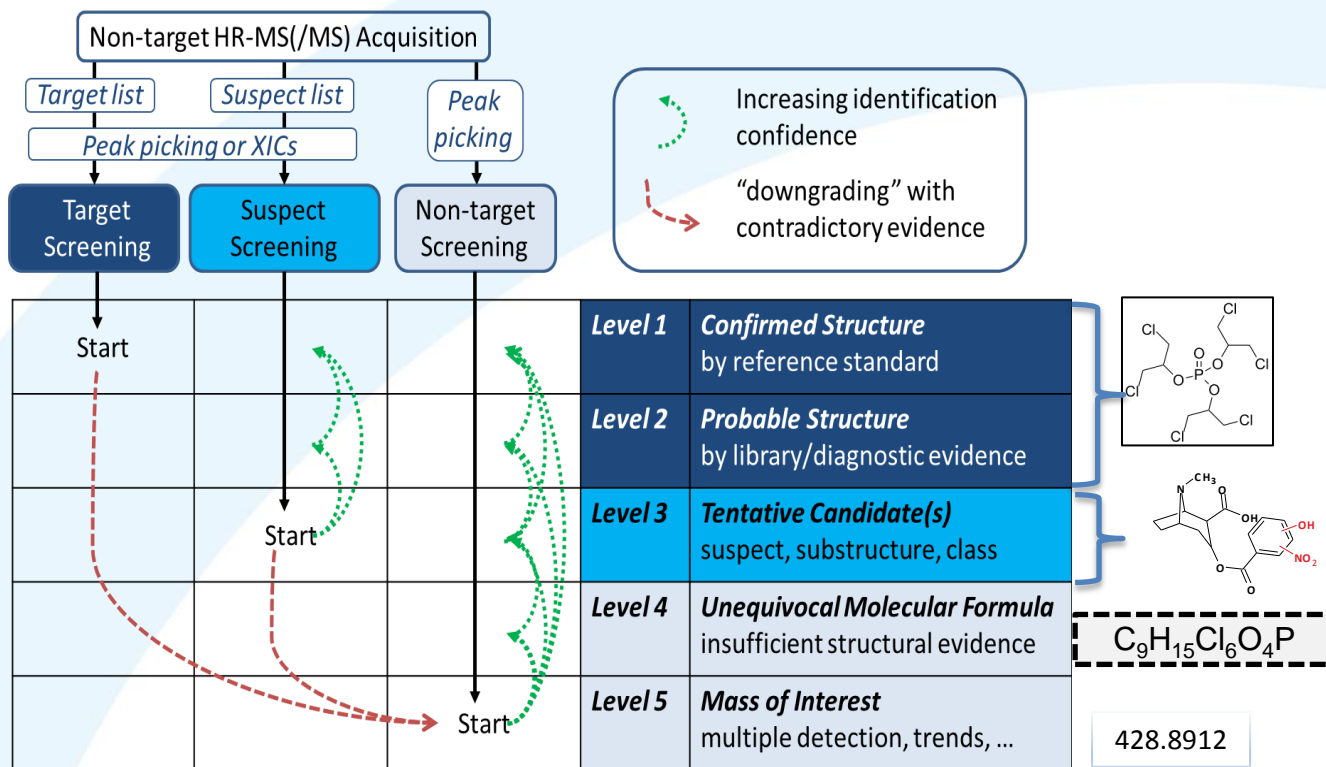 Non-target HR-MS(/MS) Acquisition
Target list
Suspect list
Peak
picking
Peak picking or XICs
Target
Screening
Suspect
Screening
Non-target
Screening
Increasing identification
confidence
“downgrading” with
contradictory evidence
Start
Start
Start
Level 1
Confirmed Structure
by reference standard
Level 2
Probable Structure
by library/diagnostic evidence
Level 3
Tentative Candidate(s)
suspect, substructure, class
Level 4
Unequivocal Molecular Formula
insufficient structural evidence
Level 5
Mass of Interest
multiple detection, trends, ...
Cl
Cl
O
O
P
O
Cl
Cl
O
Cl
Cl
N
CH₃
O
OH
OH
NO₂
O
O
C₉H₁₅Cl₆O₄P
428.8912